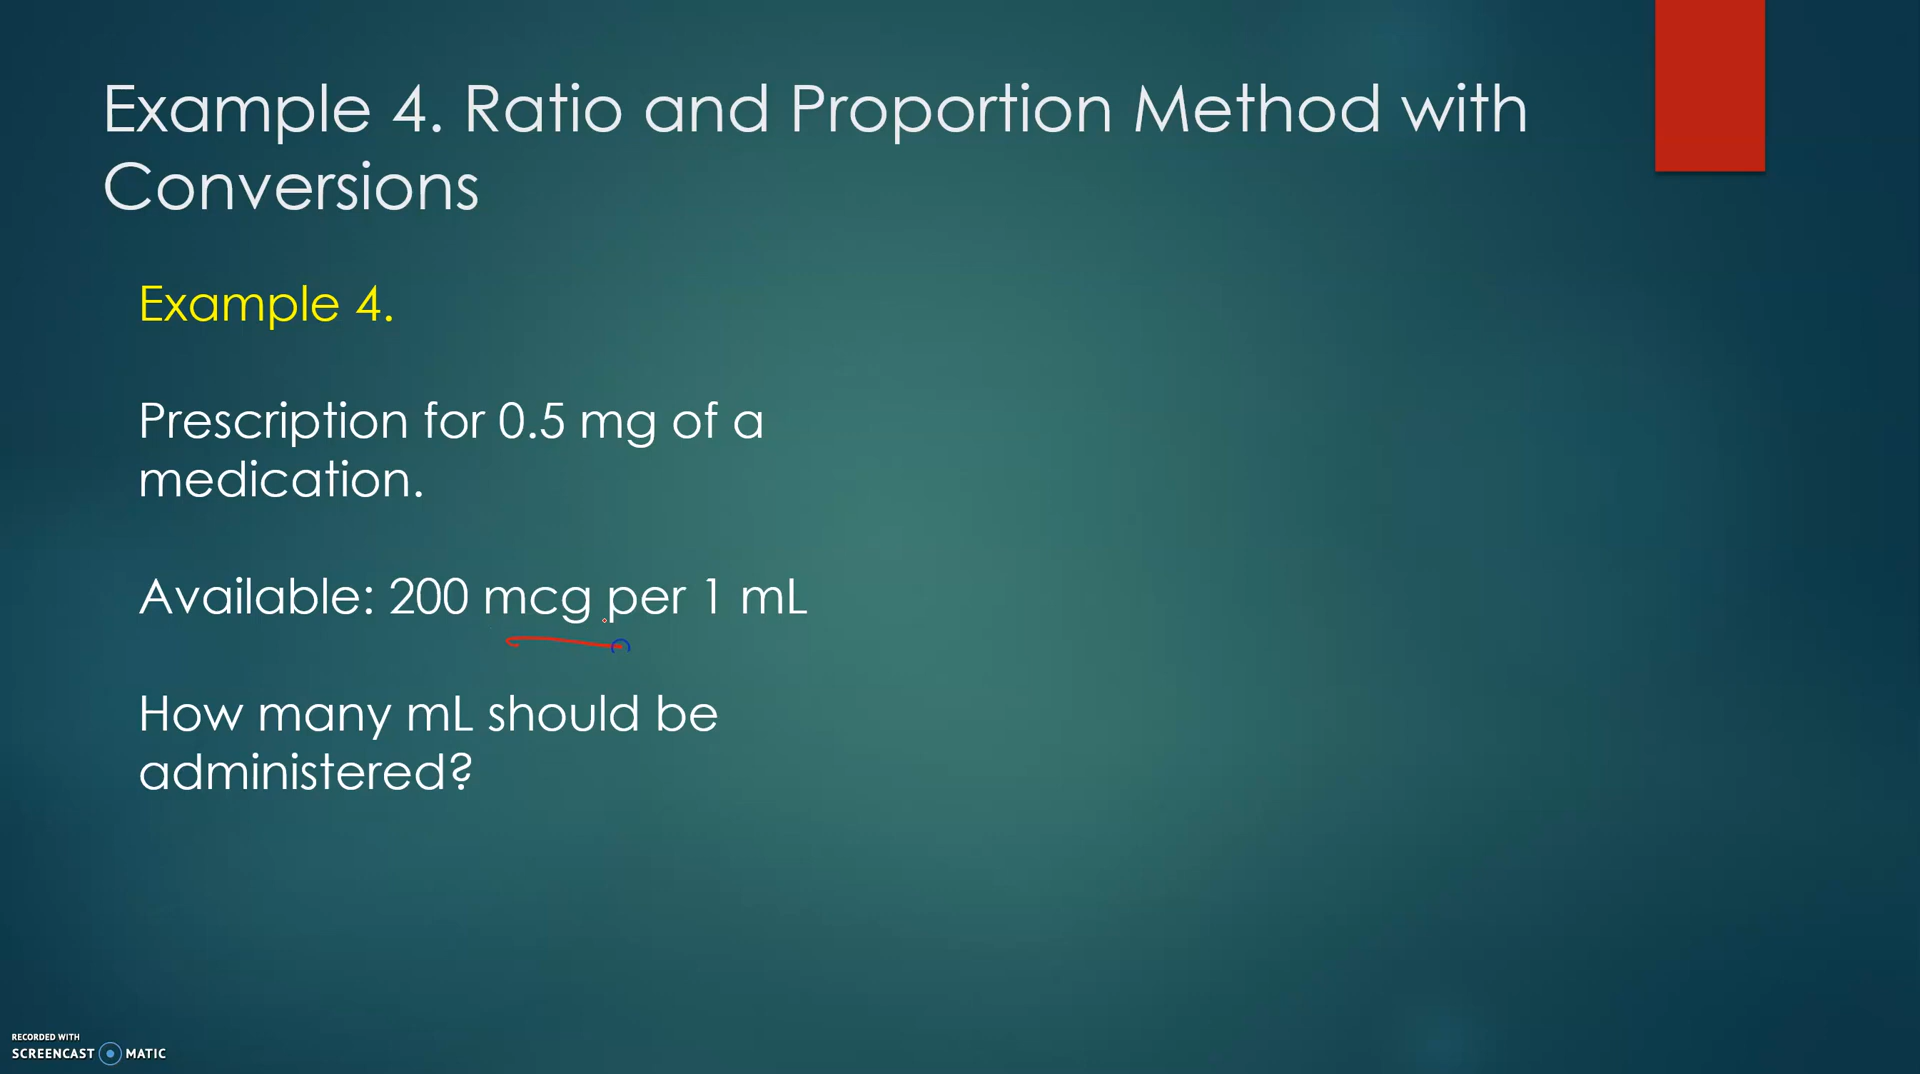 Example 4. Ratio and Proportion Method with
Conversions
Example 4.
Prescription for 0.5 mg of a
medication.
Available: 200 mcg per 1 mL
How many mL should be
administered?
RECORDED WITH
SCREENCAST MATIC